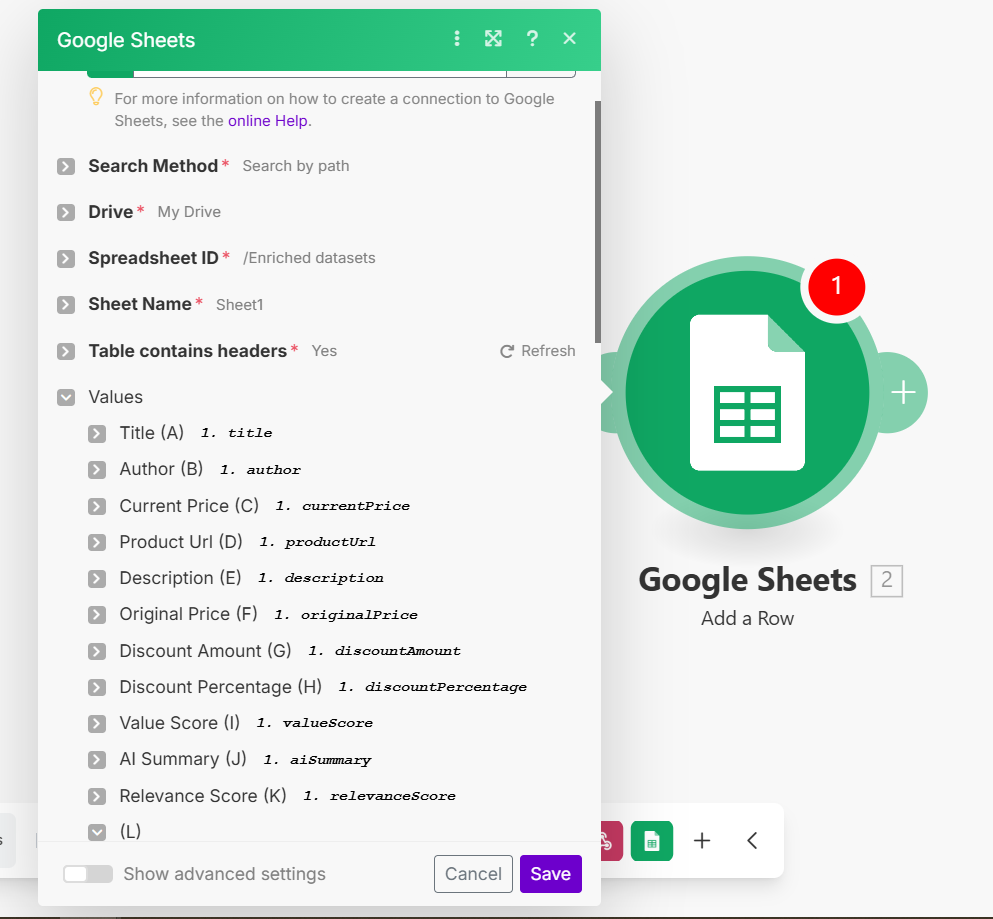 Google Sheets
For more information on how to create a connection to Google
Sheets, see the online Help.
Search Method * Search by path
Drive * My Drive
Spreadsheet ID * /Enriched datasets
Sheet Name * Sheet1
Table contains headers * Yes Refresh
Values
Title (A) 1. title
Author (B) 1. author
Current Price (C) 1. currentPrice
Product Url (D) 1. productUrl
Description (E) 1. description
Original Price (F) 1. originalPrice
Discount Amount (G) 1. discountAmount
Discount Percentage (H) 1. discountPercentage
Value Score (I) 1. valueScore
AI Summary (J) 1. aiSummary
Relevance Score (K) 1. relevanceScore
(L)
Show advanced settings
Cancel
Save
1
Google Sheets 2
Add a Row